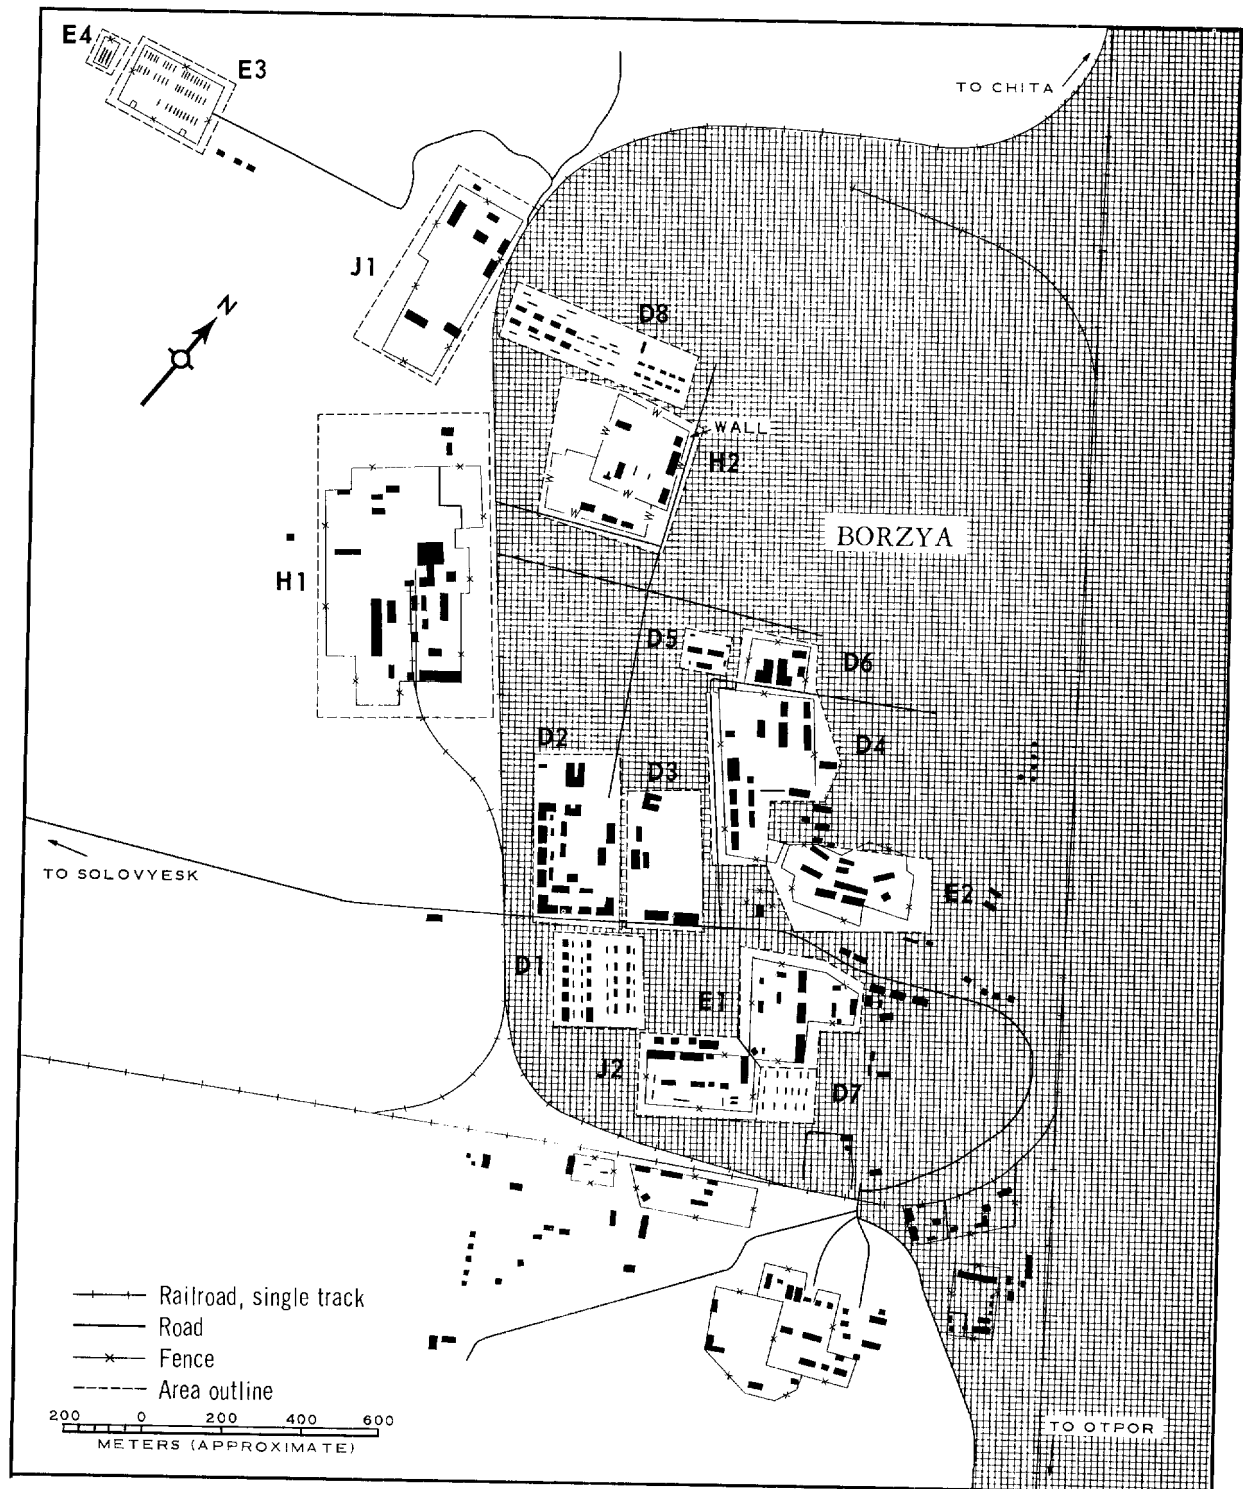 E4
E3
TO CHITA
J1
N
D8
WALL
H2
BORZYA
H1
D5
D6
D2
D3
D4
TO SOLOVYESK
E2
D1
E1
J2
D7
Railroad, single track
Road
Fence
Area outline
200 0 200 400 600
METERS (APPROXIMATE)
TO OTPOR
W
W
W
W
W
W
W